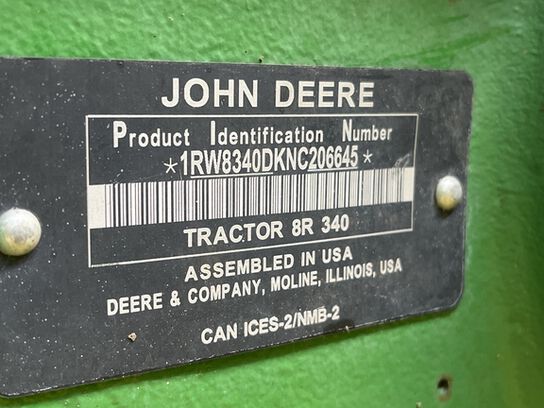 JOHN DEERE
Product Identification Number
*1RW8340DKNC206645*
TRACTOR 8R 340
ASSEMBLED IN USA
DEERE & COMPANY, MOLINE, ILLINOIS, USA
CAN ICES-2/NMB-2